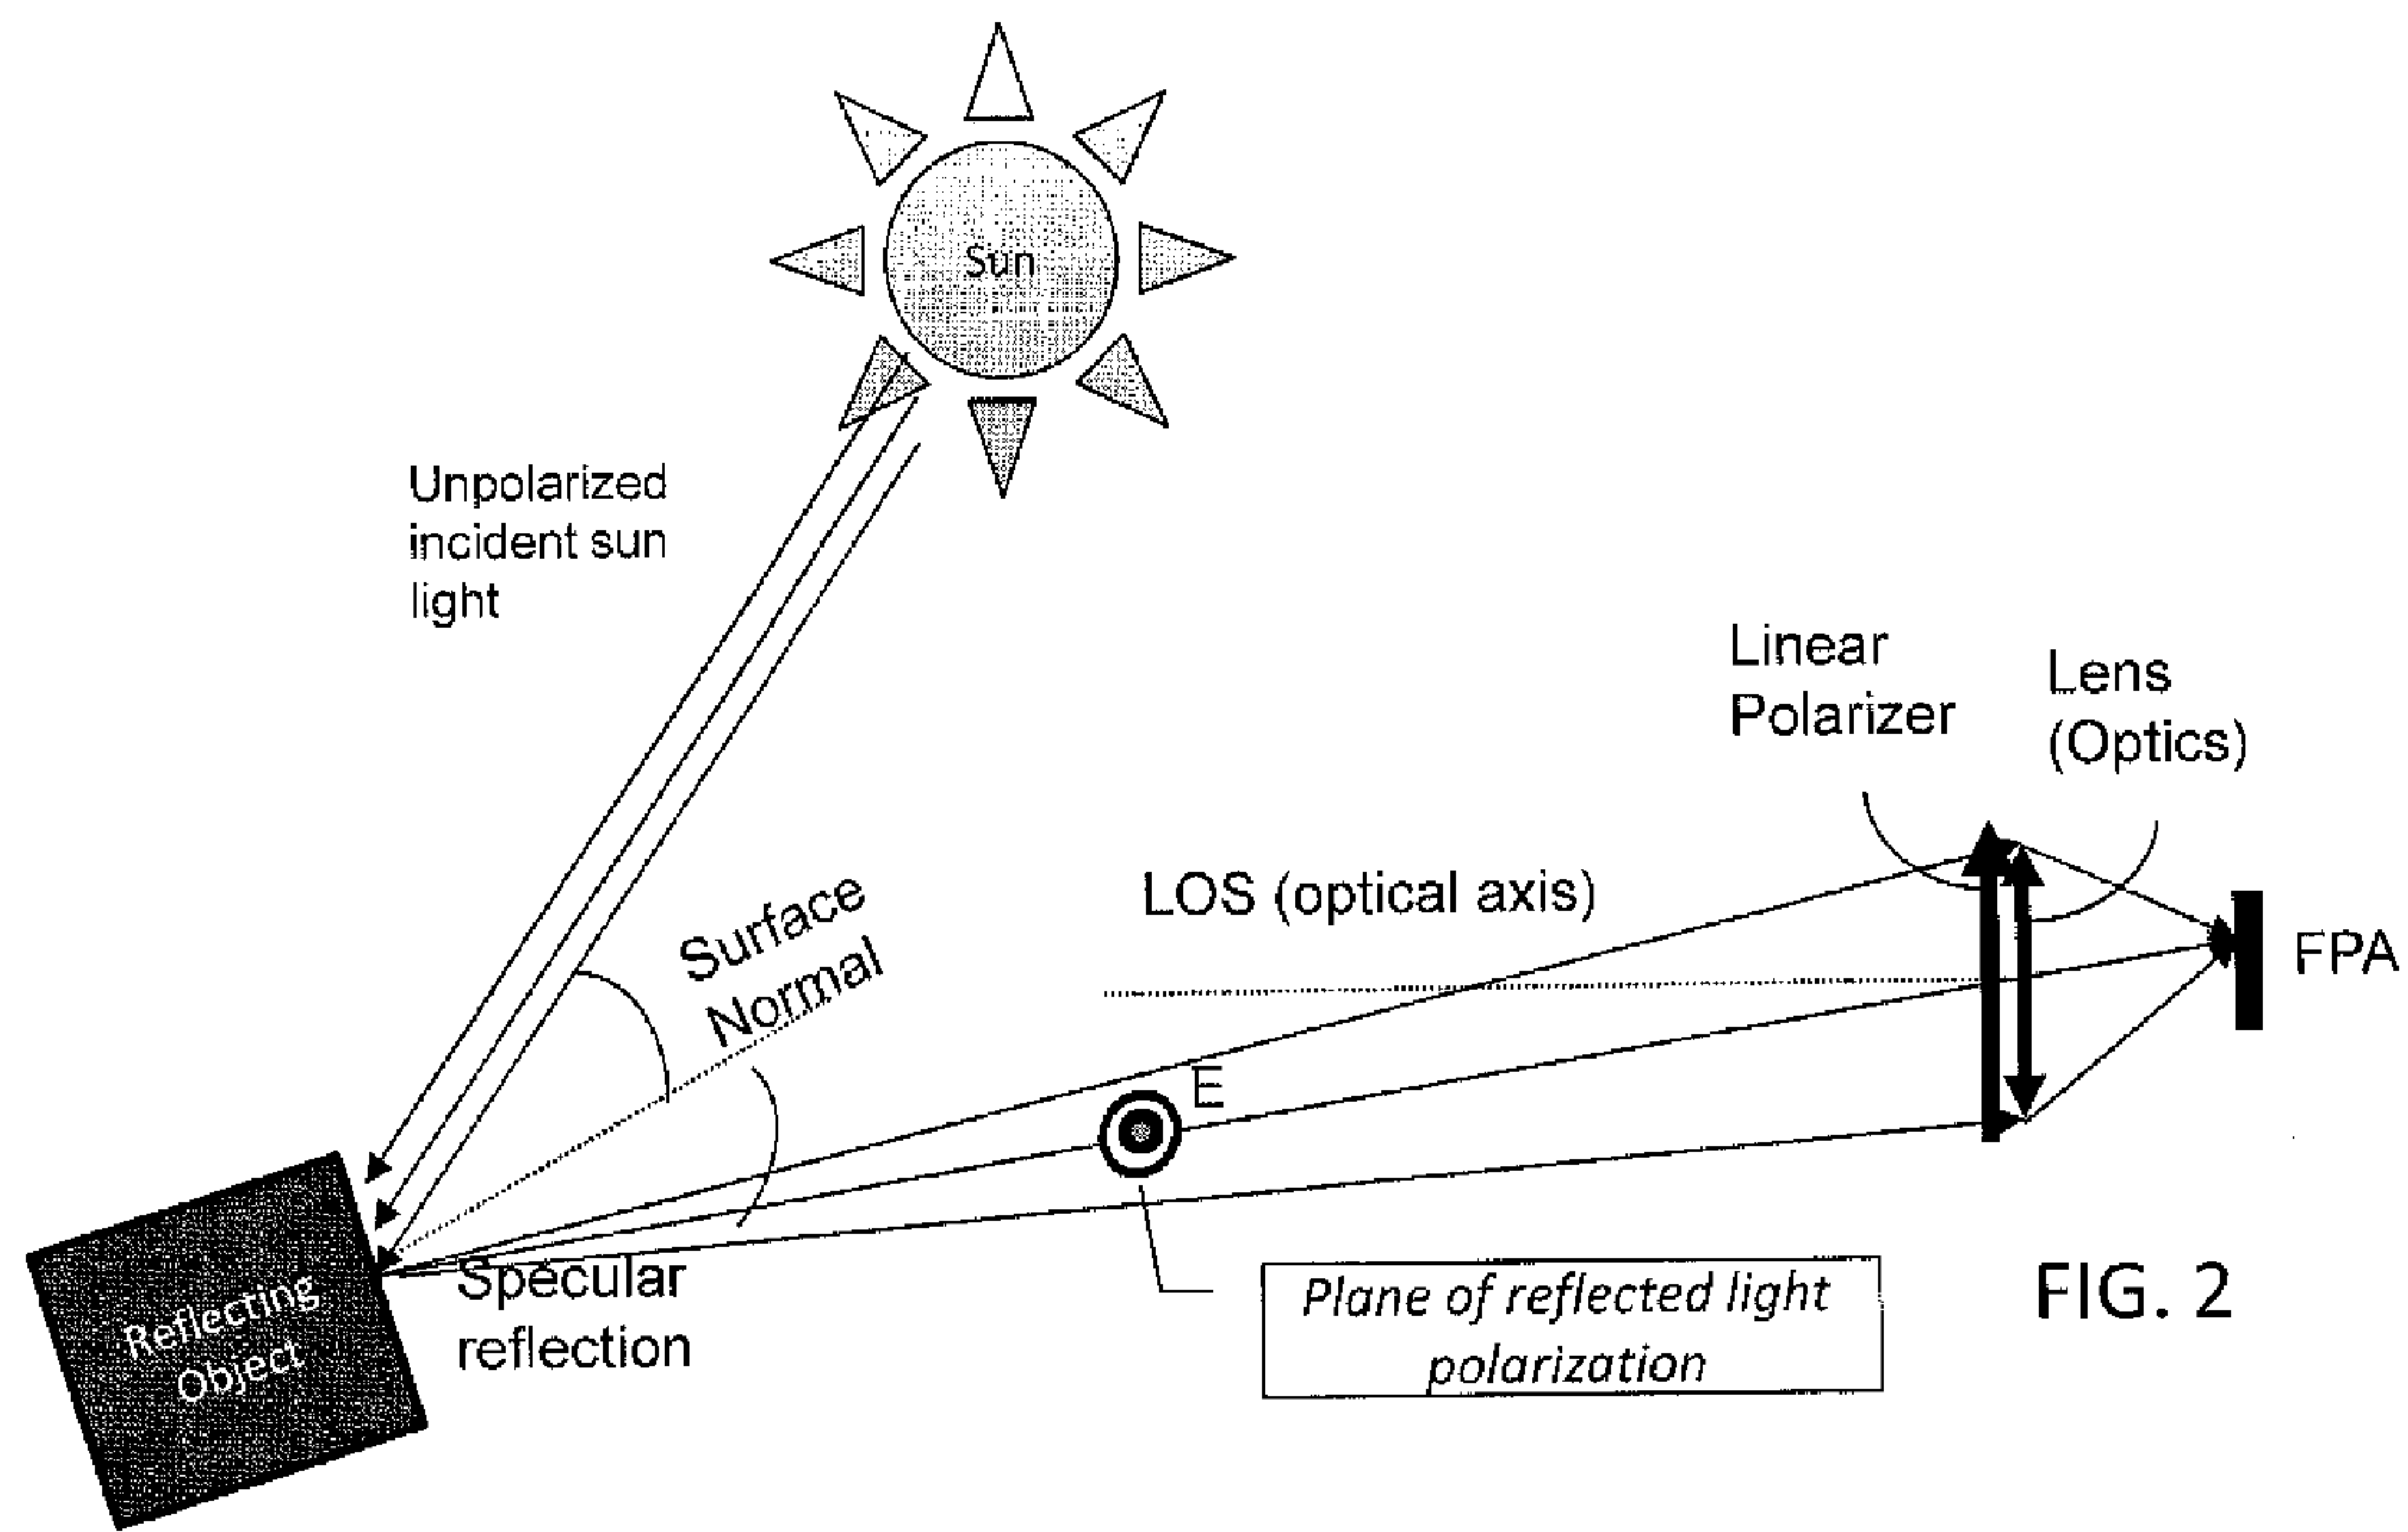 Sun
Unpolarized
incident sun
light
Linear
Polarizer
Lens
(Optics)
LOS (optical axis)
Surface
Normal
FPA
E
Specular
reflection
Reflecting
Object
Plane of reflected light
polarization
FIG. 2